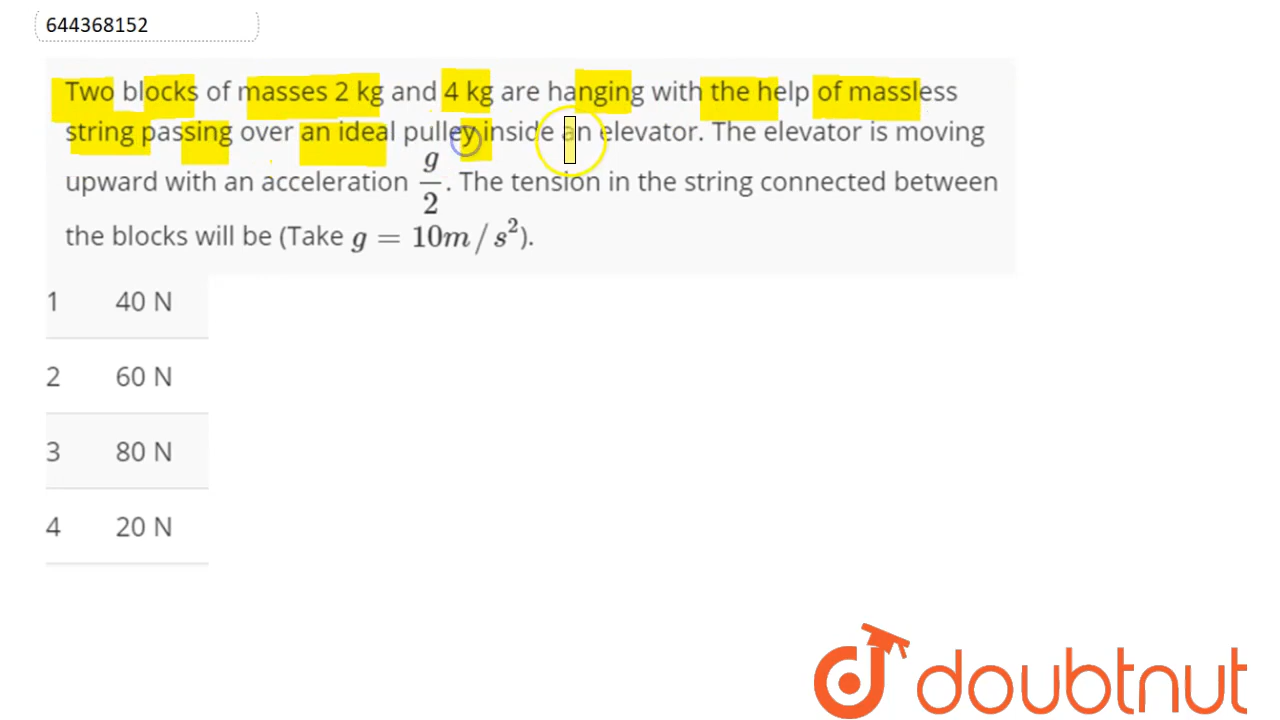 644368152
Two blocks of masses 2 kg and 4 kg are hanging with the help of massless
string passing over an ideal pulley inside an elevator. The elevator is moving
upward with an acceleration g/2. The tension in the string connected between
the blocks will be (Take g = 10m/s²).
1 40 N
2 60 N
3 80 N
4 20 N
doubtnut